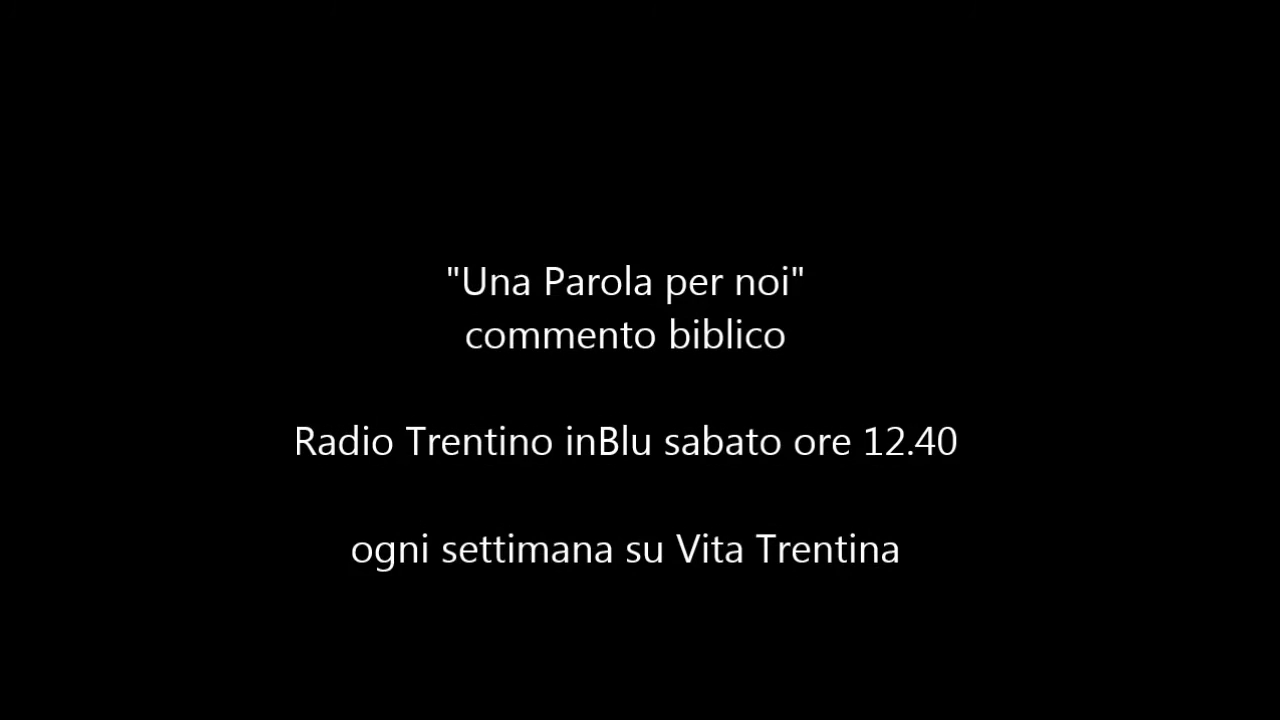 "Una Parola per noi"
commento biblico
Radio Trentino inBlu sabato ore 12.40
ogni settimana su Vita Trentina